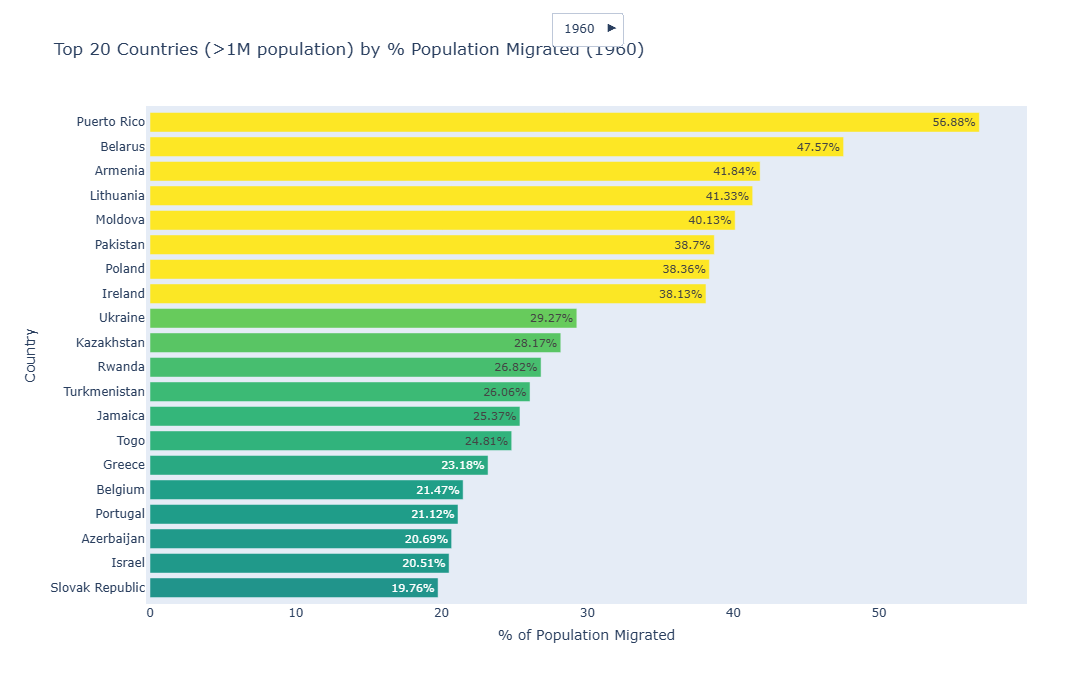 1960 ►
Top 20 Countries (>1M population) by % Population Migrated (1960)
Puerto Rico 56.88%
Belarus 47.57%
Armenia 41.84%
Lithuania 41.33%
Moldova 40.13%
Pakistan 38.7%
Poland 38.36%
Ireland 38.13%
Ukraine 29.27%
Kazakhstan 28.17%
Rwanda 26.82%
Turkmenistan 26.06%
Jamaica 25.37%
Togo 24.81%
Greece 23.18%
Belgium 21.47%
Portugal 21.12%
Azerbaijan 20.69%
Israel 20.51%
Slovak Republic 19.76%
Country
0 10 20 30 40 50
% of Population Migrated